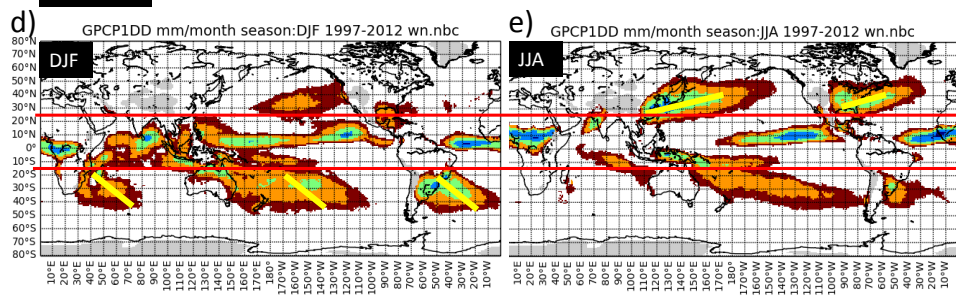 d)
GPCP1DD mm/month season:DJF 1997-2012 wn.nbc
DJF
80°N
70°N
60°N
50°N
40°N
30°N
20°N
10°N
0°
10°S
20°S
30°S
40°S
50°S
60°S
70°S
80°S
10°E
20°E
30°E
40°E
50°E
60°E
70°E
80°E
90°E
100°E
110°E
120°E
130°E
140°E
150°E
160°E
170°E
180°
170°W
160°W
150°W
140°W
130°W
120°W
110°W
100°W
90°W
80°W
70°W
60°W
50°W
40°W
30°W
20°W
10°W
e)
GPCP1DD mm/month season:JJA 1997-2012 wn.nbc
JJA
10°E
20°E
30°E
40°E
50°E
60°E
70°E
80°E
90°E
100°E
110°E
120°E
130°E
140°E
150°E
160°E
170°E
180°
170°W
160°W
150°W
140°W
130°W
120°W
110°W
100°W
90°W
80°W
70°W
60°W
50°W
40°W
30°W
20°W
10°W